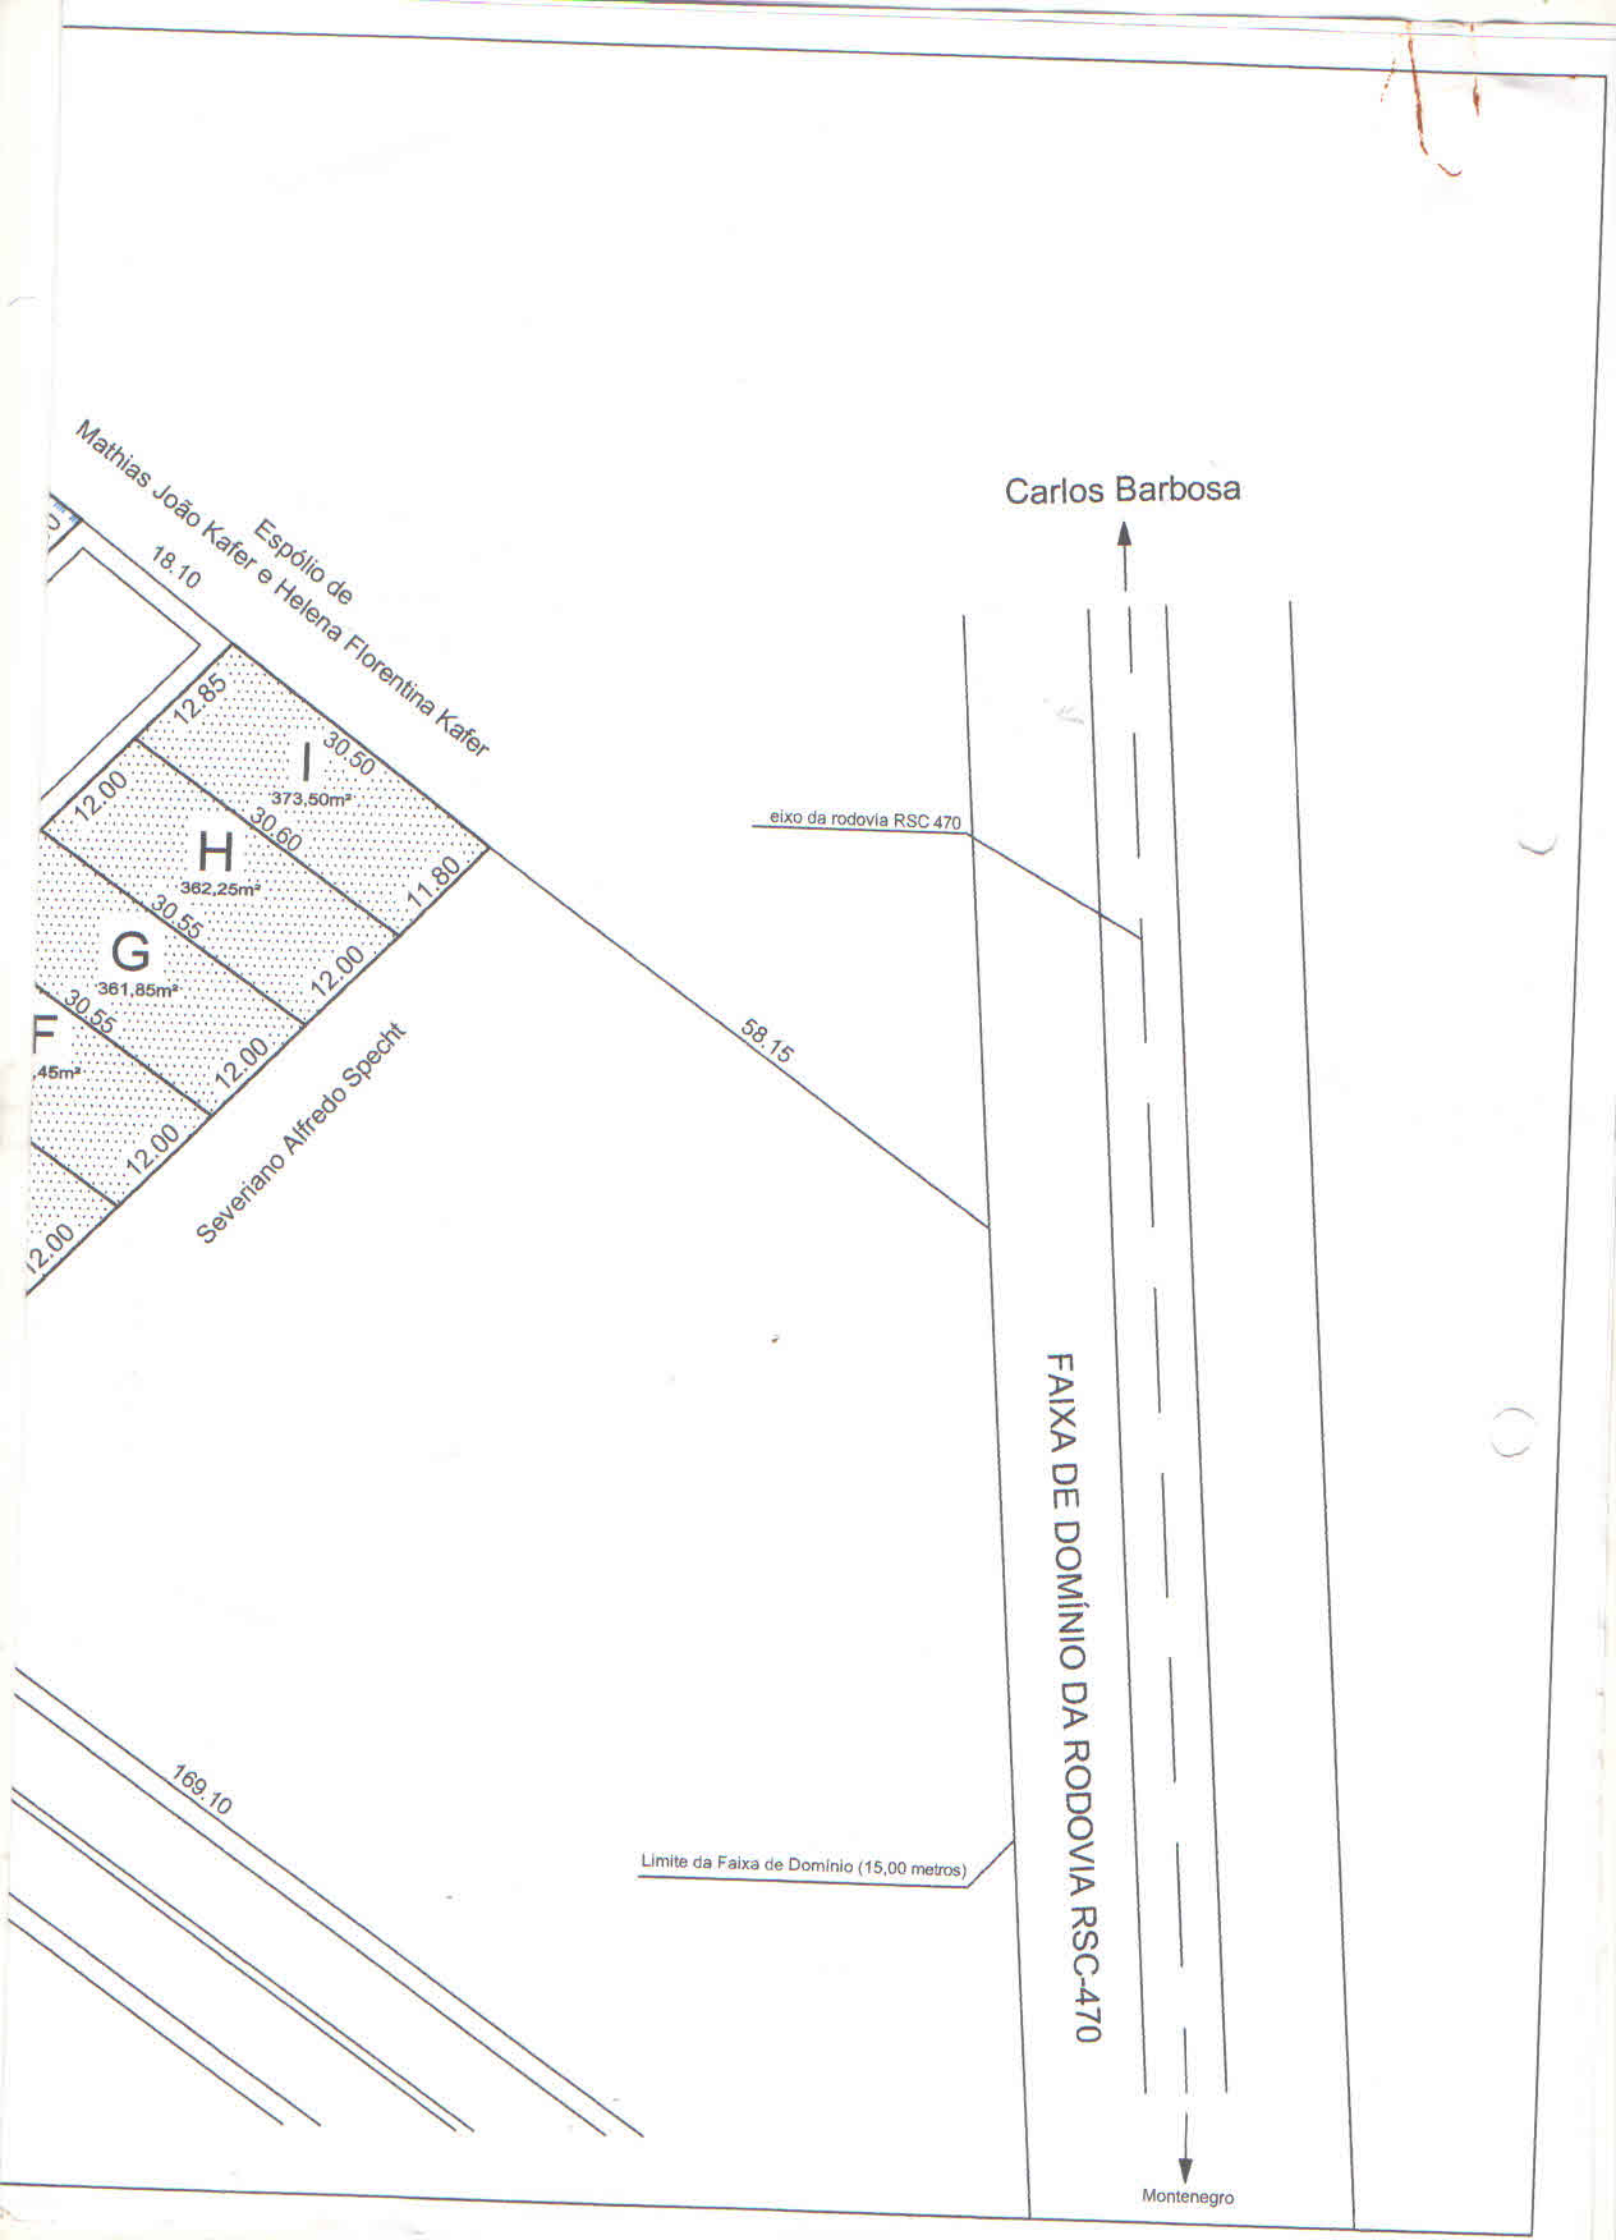 Carlos Barbosa
Espólio de
Mathias João Kafer e Helena Florentina Kafer
18.10
12.85
30.50
I
373,50m²
12.00
30.60
11.80
H
362,25m²
30.55
12.00
G
361,85m²
30.55
12.00
F
,45m²
12.00
12.00
Severiano Alfredo Specht
eixo da rodovia RSC 470
58.15
FAIXA DE DOMÍNIO DA RODOVIA RSC-470
169.10
Limite da Faixa de Domínio (15,00 metros)
Montenegro